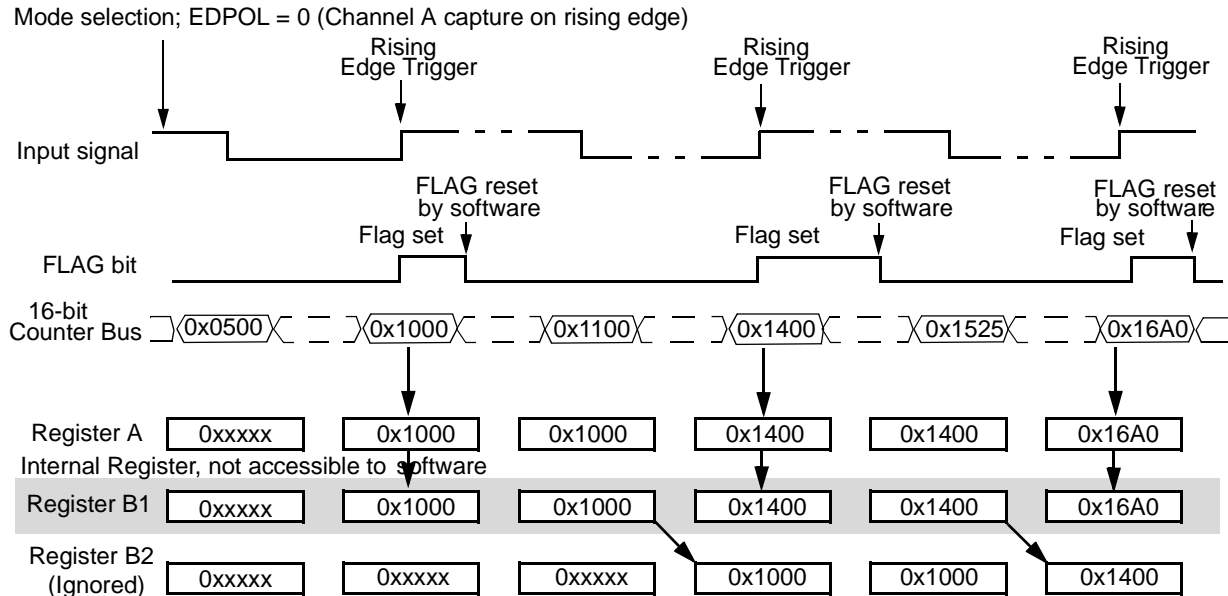 Mode selection; EDPOL = 0 (Channel A capture on rising edge)
Rising
Edge Trigger
Rising
Edge Trigger
Rising
Edge Trigger
Input signal
FLAG reset
by software
FLAG reset
by software
FLAG reset
by software
Flag set
Flag set
Flag set
FLAG bit
16-bit
Counter Bus
0x0500
0x1000
0x1100
0x1400
0x1525
0x16A0
Register A
0xxxxx
0x1000
0x1000
0x1400
0x1400
0x16A0
Internal Register, not accessible to software
Register B1
0xxxxx
0x1000
0x1000
0x1400
0x1400
0x16A0
Register B2
(Ignored)
0xxxxx
0xxxxx
0xxxxx
0x1000
0x1000
0x1400